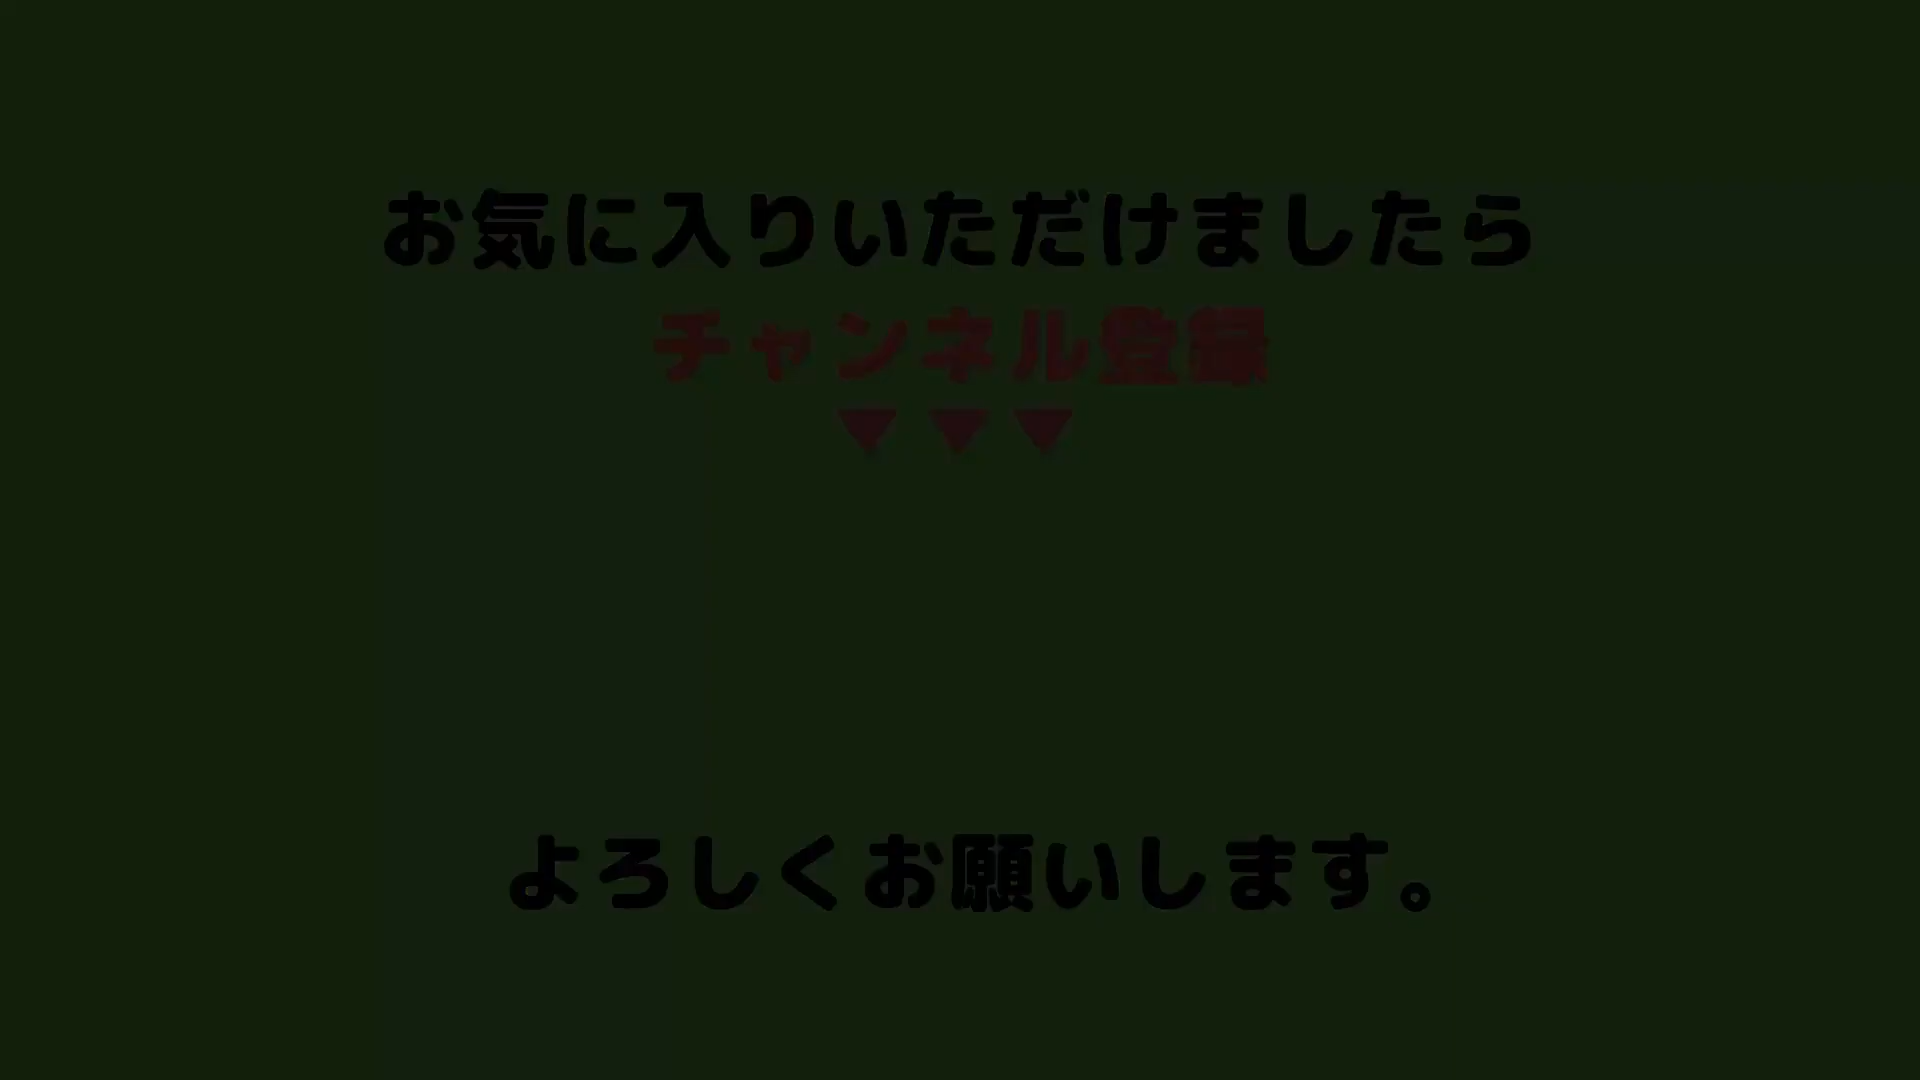 お気に入りいただけましたら
チャンネル登録
▼▼▼
よろしくお願いします。